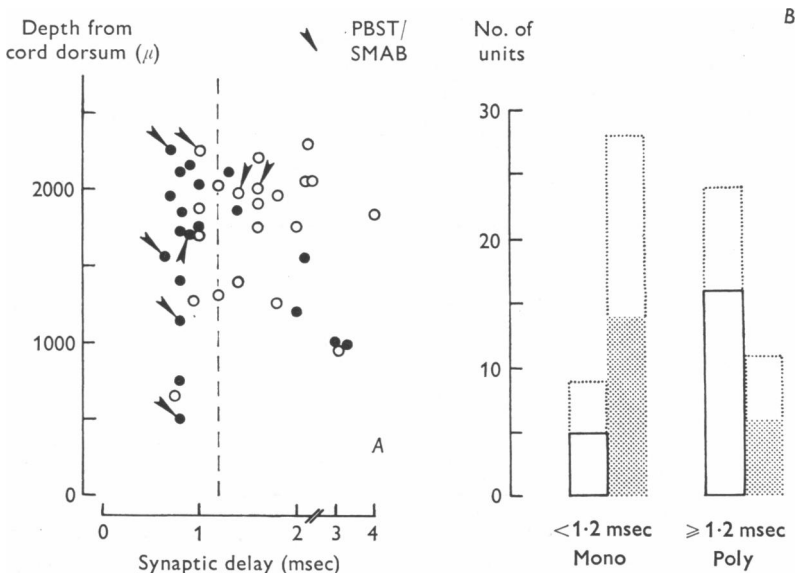 Depth from
cord dorsum (μ)
PBST/
SMAB
2000
1000
0
A
0
1
2
3
4
Synaptic delay (msec)
B
No. of
units
30
20
10
0
<1·2 msec
Mono
⩾ 1·2 msec
Poly